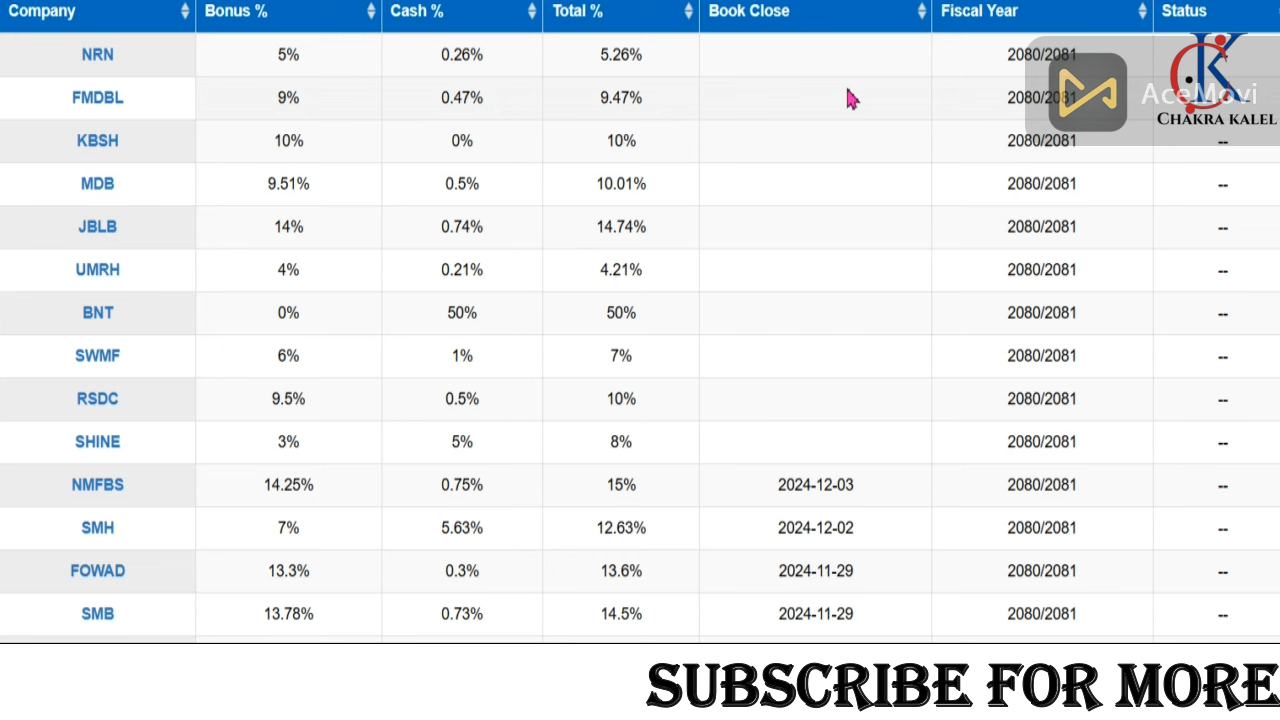 Company Bonus % Cash % Total % Book Close Fiscal Year Status
NRN 5% 0.26% 5.26% 2080/2081
FMDBL 9% 0.47% 9.47% 2080/2081
AceMovi
K
CHAKRA KALEL
KBSH 10% 0% 10% 2080/2081 --
MDB 9.51% 0.5% 10.01% 2080/2081 --
JBLB 14% 0.74% 14.74% 2080/2081 --
UMRH 4% 0.21% 4.21% 2080/2081 --
BNT 0% 50% 50% 2080/2081 --
SWMF 6% 1% 7% 2080/2081 --
RSDC 9.5% 0.5% 10% 2080/2081 --
SHINE 3% 5% 8% 2080/2081 --
NMFBS 14.25% 0.75% 15% 2024-12-03 2080/2081 --
SMH 7% 5.63% 12.63% 2024-12-02 2080/2081 --
FOWAD 13.3% 0.3% 13.6% 2024-11-29 2080/2081 --
SMB 13.78% 0.73% 14.5% 2024-11-29 2080/2081 --
SUBSCRIBE FOR MORE